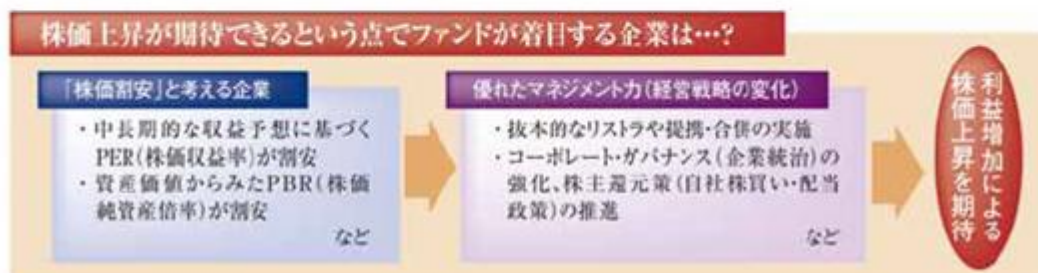 株価上昇が期待できるという点でファンドが着目する企業は…?
「株価割安」と考える企業
・中長期的な収益予想に基づく
PER(株価収益率)が割安
・資産価値からみたPBR(株価
純資産倍率)が割安
など
優れたマネジメント力(経営戦略の変化)
・抜本的なリストラや提携・合併の実施
・コーポレート・ガバナンス(企業統治)の
強化、株主還元策(自社株買い・配当
政策)の推進
など
利益増加による
株価上昇を期待